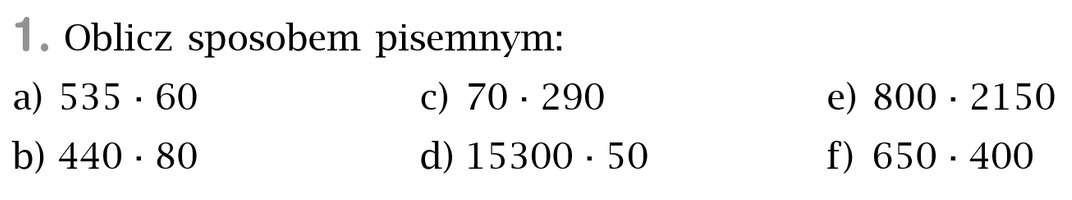 1. Oblicz sposobem pisemnym:
a) 535 · 60 c) 70 · 290 e) 800 · 2150
b) 440 · 80 d) 15300 · 50 f) 650 · 400